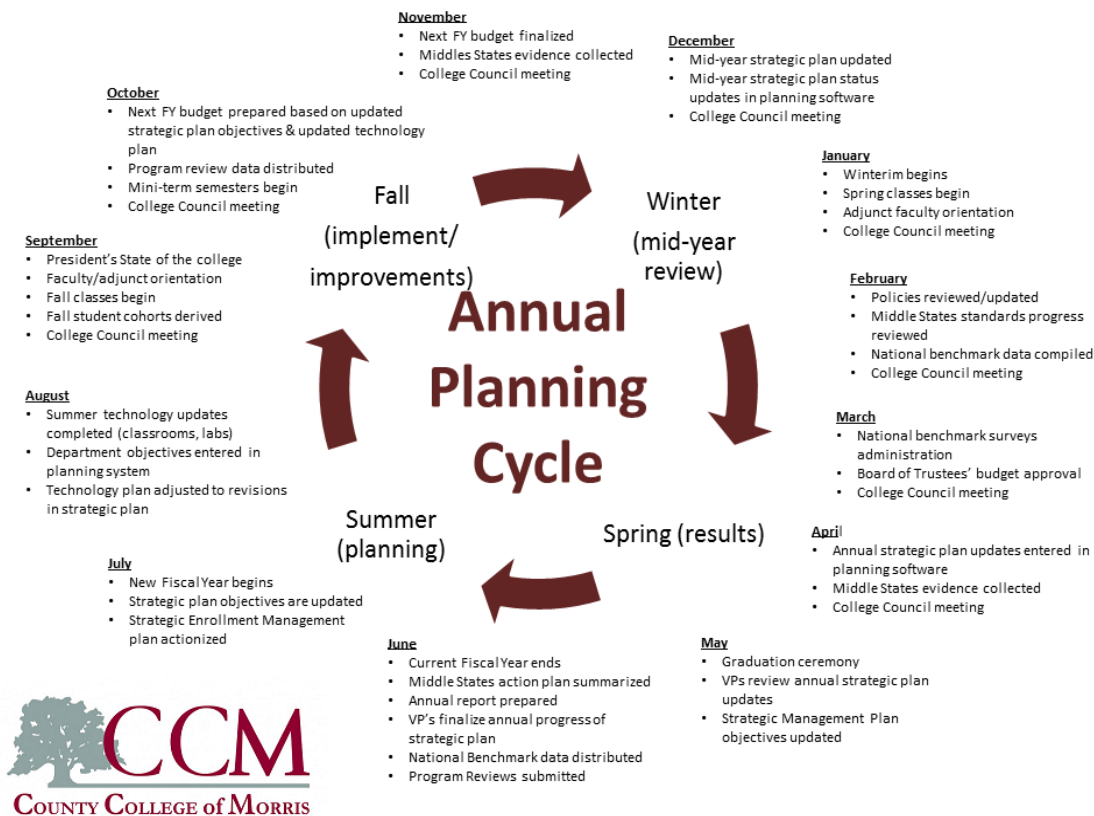 November
• Next FY budget finalized
• Middles States evidence collected
• College Council meeting
December
• Mid-year strategic plan updated
• Mid-year strategic plan status
updates in planning software
• College Council meeting
October
• Next FY budget prepared based on updated
strategic plan objectives & updated technology
plan
• Program review data distributed
• Mini-term semesters begin
• College Council meeting
January
• Winterim begins
• Spring classes begin
• Adjunct faculty orientation
• College Council meeting
Fall
(implement/
improvements)
Winter
(mid-year
review)
September
• President's State of the college
• Faculty/adjunct orientation
• Fall classes begin
• Fall student cohorts derived
• College Council meeting
February
• Policies reviewed/updated
• Middle States standards progress
reviewed
• National benchmark data compiled
• College Council meeting
Annual
Planning
Cycle
August
• Summer technology updates
completed (classrooms, labs)
• Department objectives entered in
planning system
• Technology plan adjusted to revisions
in strategic plan
March
• National benchmark surveys
administration
• Board of Trustees' budget approval
• College Council meeting
Summer
(planning)
Spring (results)
April
• Annual strategic plan updates entered in
planning software
• Middle States evidence collected
• College Council meeting
July
• New Fiscal Year begins
• Strategic plan objectives are updated
• Strategic Enrollment Management
plan actionized
June
• Current Fiscal Year ends
• Middle States action plan summarized
• Annual report prepared
• VP's finalize annual progress of
strategic plan
• National Benchmark data distributed
• Program Reviews submitted
May
• Graduation ceremony
• VPs review annual strategic plan
updates
• Strategic Management Plan
objectives updated
CCM
COUNTY COLLEGE OF MORRIS